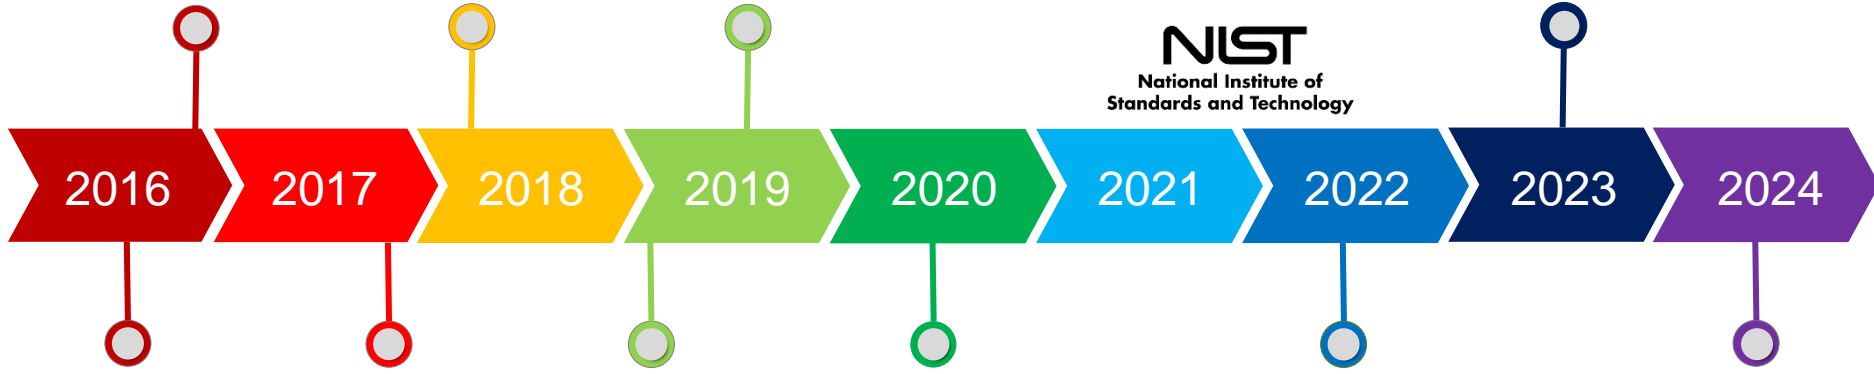 NIST
National Institute of
Standards and Technology
2016 2017 2018 2019 2020 2021 2022 2023 2024